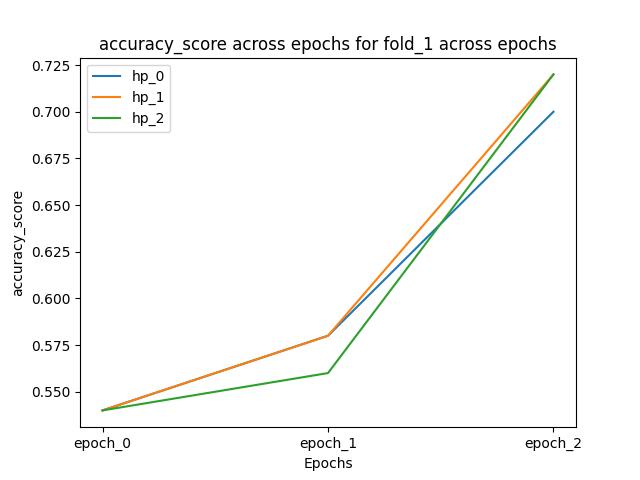 accuracy_score across epochs for fold_1 across epochs
hp_0
hp_1
hp_2
accuracy_score
0.725
0.700
0.675
0.650
0.625
0.600
0.575
0.550
epoch_0
epoch_1
epoch_2
Epochs